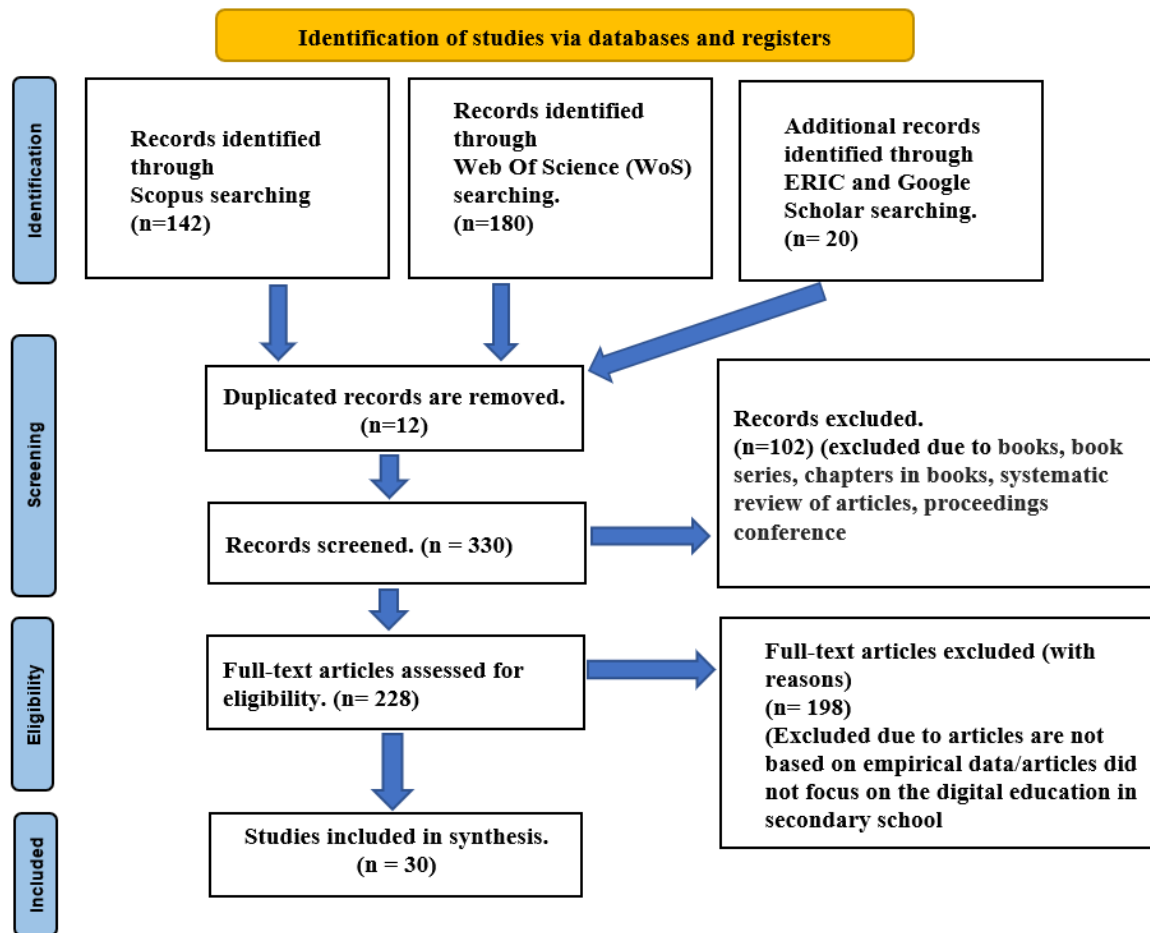 Identification of studies via databases and registers
Identification
Records identified
through
Scopus searching
(n=142)
Records identified
through
Web Of Science (WoS)
searching.
(n=180)
Additional records
identified through
ERIC and Google
Scholar searching.
(n= 20)
Screening
Duplicated records are removed.
(n=12)
Records screened. (n = 330)
Records excluded.
(n=102) (excluded due to books, book
series, chapters in books, systematic
review of articles, proceedings
conference
Eligibility
Full-text articles assessed for
eligibility. (n= 228)
Full-text articles excluded (with
reasons)
(n= 198)
(Excluded due to articles are not
based on empirical data/articles did
not focus on the digital education in
secondary school
Included
Studies included in synthesis.
(n = 30)